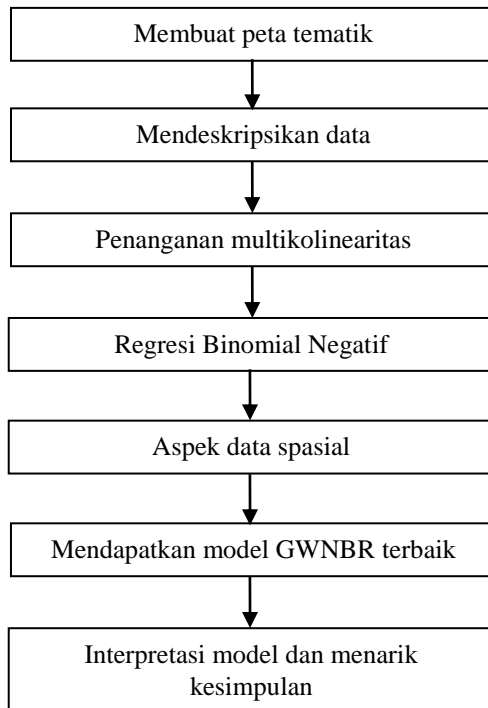 Membuat peta tematik
Mendeskripsikan data
Penanganan multikolinearitas
Regresi Binomial Negatif
Aspek data spasial
Mendapatkan model GWNBR terbaik
Interpretasi model dan menarik
kesimpulan